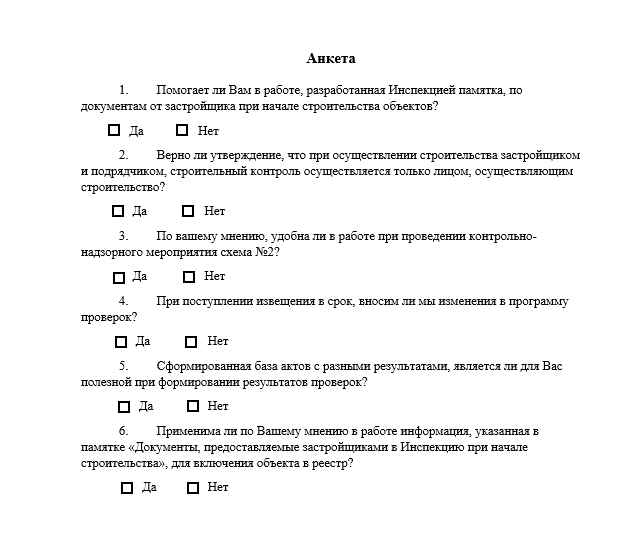 Анкета
1. Помогает ли Вам в работе, разработанная Инспекцией памятка, по
документам от застройщика при начале строительства объектов?
Да Нет
2. Верно ли утверждение, что при осуществлении строительства застройщиком
и подрядчиком, строительный контроль осуществляется только лицом, осуществляющим
строительство?
Да Нет
3. По вашему мнению, удобна ли в работе при проведении контрольно-
надзорного мероприятия схема №2?
Да Нет
4. При поступлении извещения в срок, вносим ли мы изменения в программу
проверок?
Да Нет
5. Сформированная база актов с разными результатами, является ли для Вас
полезной при формировании результатов проверок?
Да Нет
6. Применима ли по Вашему мнению в работе информация, указанная в
памятке «Документы, предоставляемые застройщиками в Инспекцию при начале
строительства», для включения объекта в реестр?
Да Нет